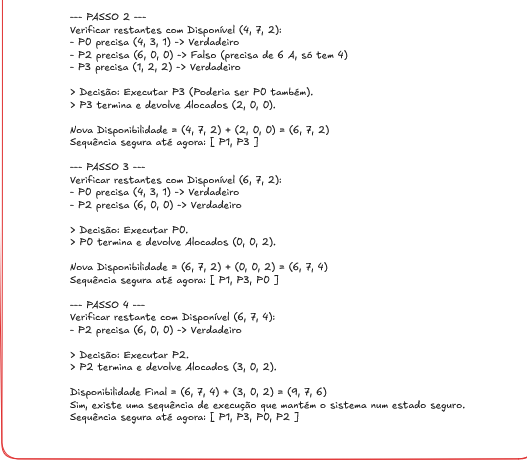 --- PASSO 2 ---
Verificar restantes com Disponível (4, 7, 2):
- P0 precisa (4, 3, 1) -> Verdadeiro
- P2 precisa (6, 0, 0) -> Falso (precisa de 6 A, só tem 4)
- P3 precisa (1, 2, 2) -> Verdadeiro
> Decisão: Executar P3 (Poderia ser P0 também).
> P3 termina e devolve Alocados (2, 0, 0).
Nova Disponibilidade = (4, 7, 2) + (2, 0, 0) = (6, 7, 2)
Sequência segura até agora: [ P1, P3 ]
--- PASSO 3 ---
Verificar restantes com Disponível (6, 7, 2):
- P0 precisa (4, 3, 1) -> Verdadeiro
- P2 precisa (6, 0, 0) -> Verdadeiro
> Decisão: Executar P0.
> P0 termina e devolve Alocados (0, 0, 2).
Nova Disponibilidade = (6, 7, 2) + (0, 0, 2) = (6, 7, 4)
Sequência segura até agora: [ P1, P3, P0 ]
--- PASSO 4 ---
Verificar restante com Disponível (6, 7, 4):
- P2 precisa (6, 0, 0) -> Verdadeiro
> Decisão: Executar P2.
> P2 termina e devolve Alocados (3, 0, 2).
Disponibilidade Final = (6, 7, 4) + (3, 0, 2) = (9, 7, 6)
Sim, existe uma sequência de execução que mantém o sistema num estado seguro.
Sequência segura até agora: [ P1, P3, P0, P2 ]